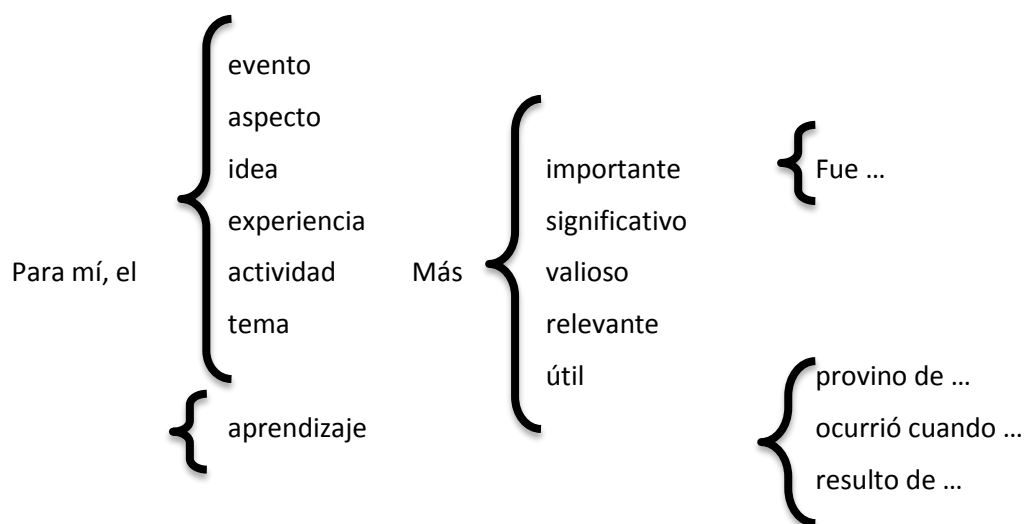 Para mí, el
evento
aspecto
idea
experiencia
actividad
tema
aprendizaje
Más
importante
significativo
valioso
relevante
útil
Fue …
provino de …
ocurrió cuando …
resulto de …